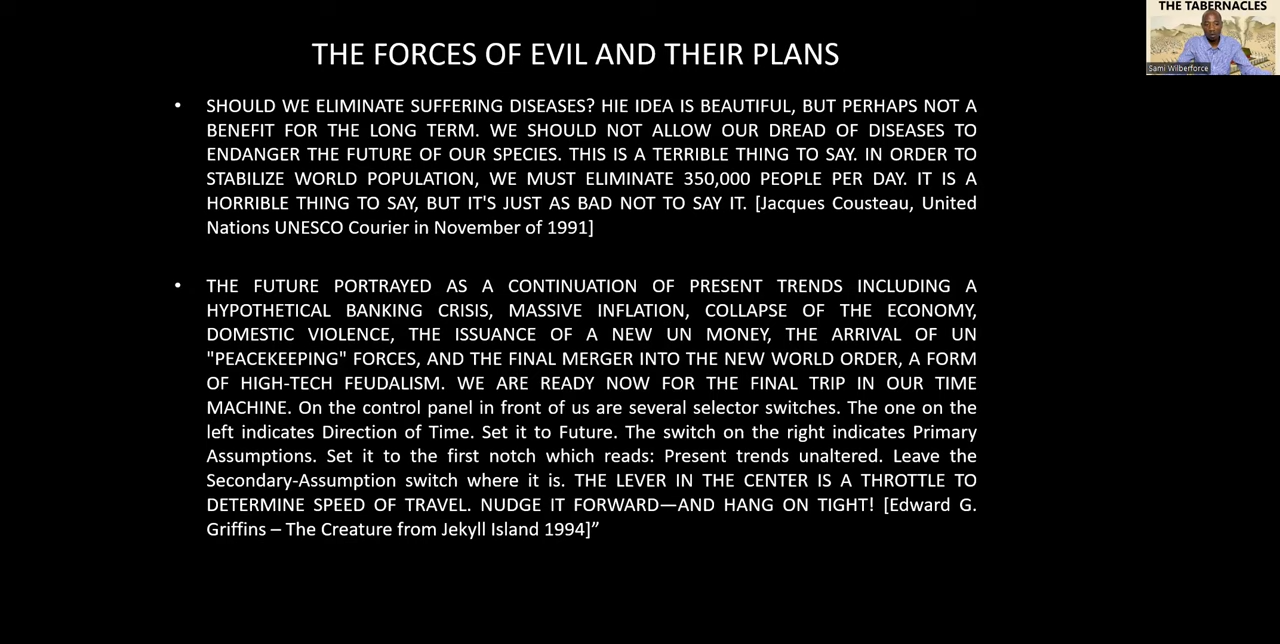 THE TABERNACLES
Sami Wilberforce
THE FORCES OF EVIL AND THEIR PLANS
• SHOULD WE ELIMINATE SUFFERING DISEASES? HIE IDEA IS BEAUTIFUL, BUT PERHAPS NOT A
BENEFIT FOR THE LONG TERM. WE SHOULD NOT ALLOW OUR DREAD OF DISEASES TO
ENDANGER THE FUTURE OF OUR SPECIES. THIS IS A TERRIBLE THING TO SAY. IN ORDER TO
STABILIZE WORLD POPULATION, WE MUST ELIMINATE 350,000 PEOPLE PER DAY. IT IS A
HORRIBLE THING TO SAY, BUT IT'S JUST AS BAD NOT TO SAY IT. [Jacques Cousteau, United
Nations UNESCO Courier in November of 1991]
• THE FUTURE PORTRAYED AS A CONTINUATION OF PRESENT TRENDS INCLUDING A
HYPOTHETICAL BANKING CRISIS, MASSIVE INFLATION, COLLAPSE OF THE ECONOMY,
DOMESTIC VIOLENCE, THE ISSUANCE OF A NEW UN MONEY, THE ARRIVAL OF UN
"PEACEKEEPING" FORCES, AND THE FINAL MERGER INTO THE NEW WORLD ORDER, A FORM
OF HIGH-TECH FEUDALISM. WE ARE READY NOW FOR THE FINAL TRIP IN OUR TIME
MACHINE. On the control panel in front of us are several selector switches. The one on the
left indicates Direction of Time. Set it to Future. The switch on the right indicates Primary
Assumptions. Set it to the first notch which reads: Present trends unaltered. Leave the
Secondary-Assumption switch where it is. THE LEVER IN THE CENTER IS A THROTTLE TO
DETERMINE SPEED OF TRAVEL. NUDGE IT FORWARD—AND HANG ON TIGHT! [Edward G.
Griffins – The Creature from Jekyll Island 1994]”